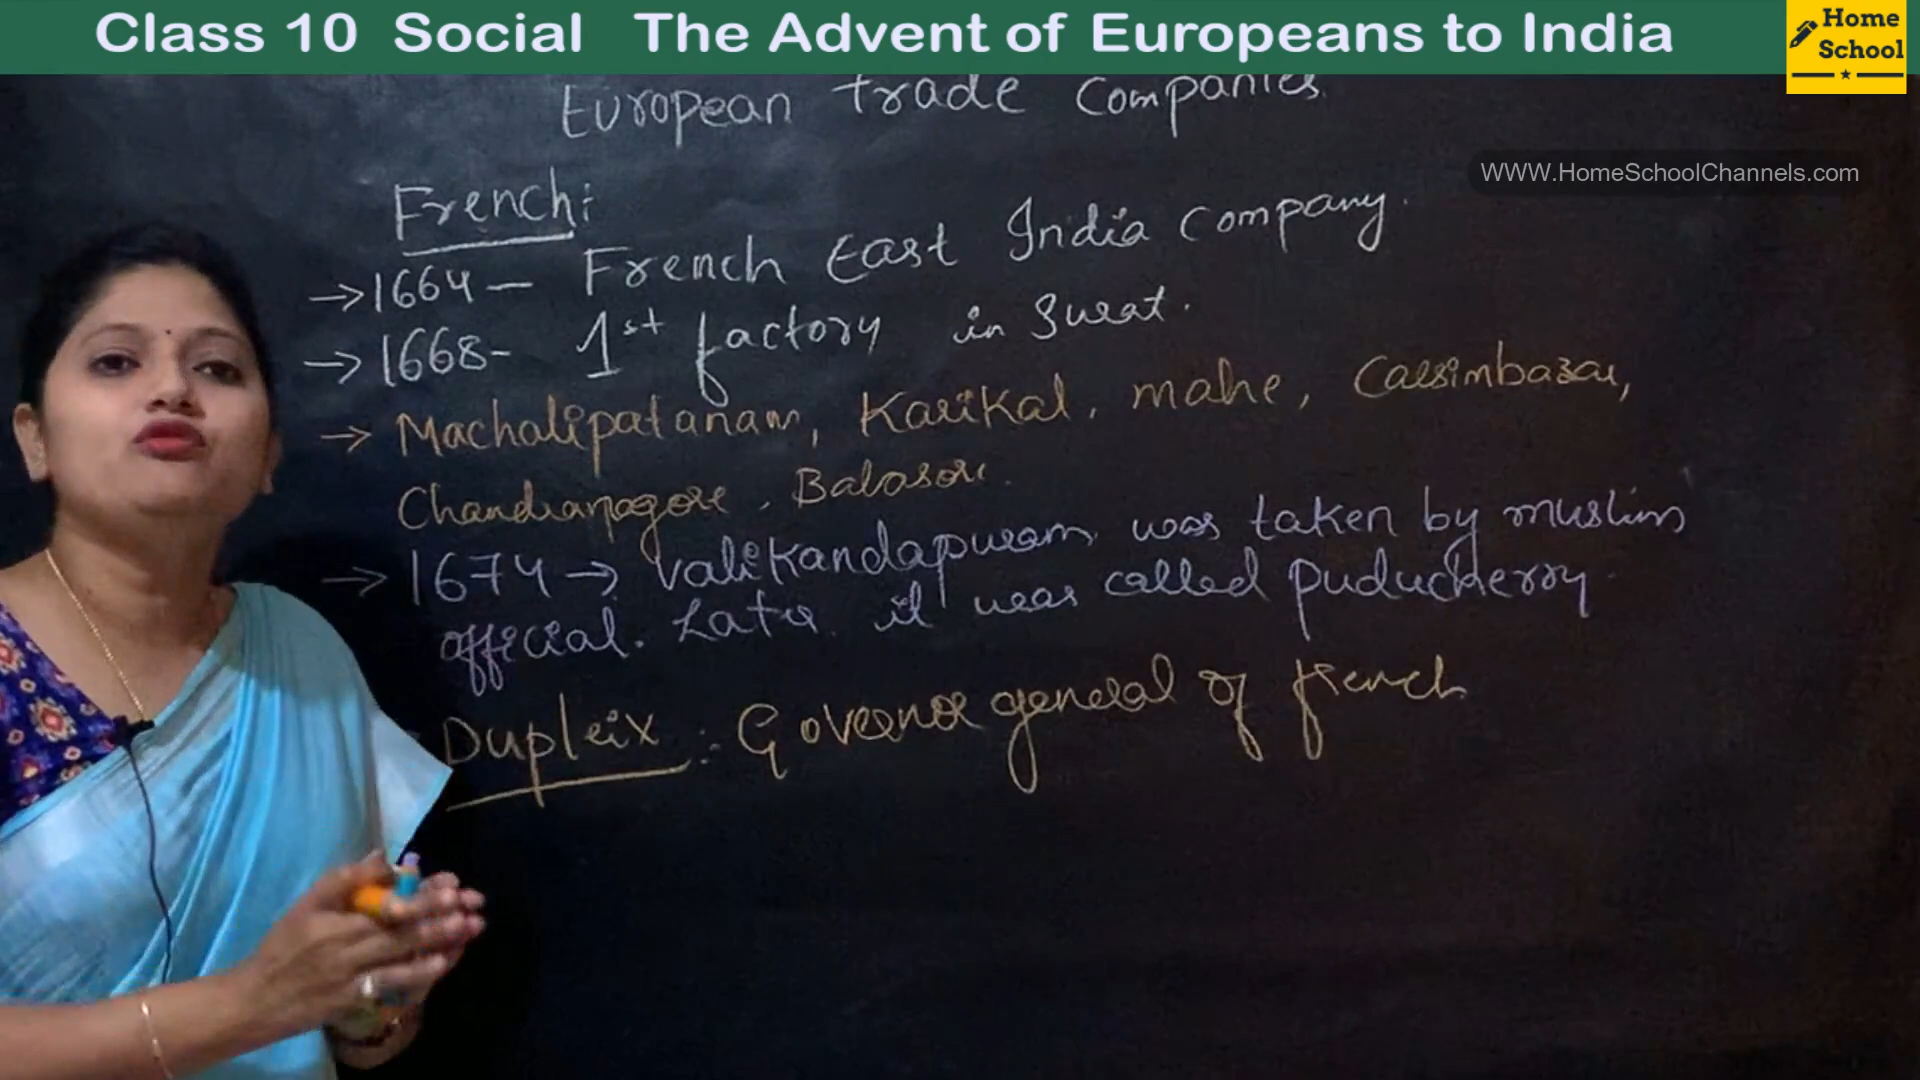 Class 10 Social The Advent of Europeans to India
Home School
European trade Companies
WWW.HomeSchoolChannels.com
French:
→ 1664 – French East India Company.
→ 1668 - 1st factory in Surat.
→ Machalipatanam, Karikal, mahe, Cassimbazar,
Chandranagore, Balasore.
→ 1674 → Valikandapuram was taken by muslim
official. Later it was called Puducherry.
Dupleix : Governor general of french